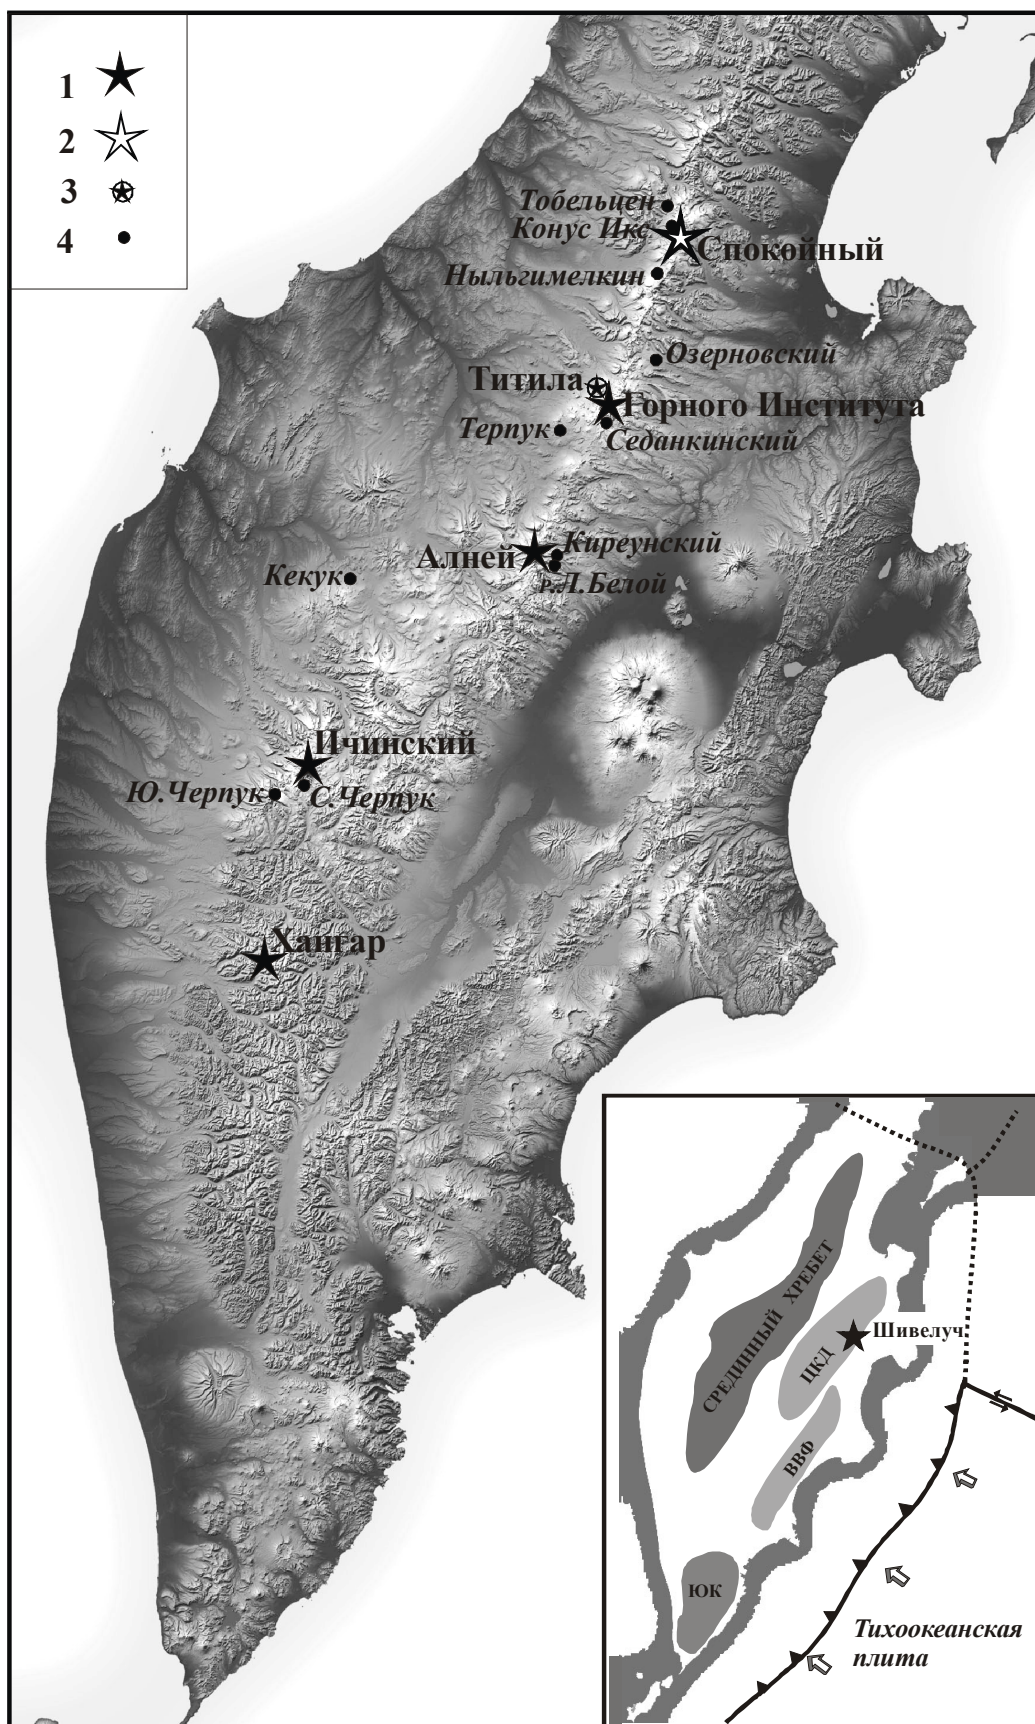 1
2
3
4
Тобельцен
Конус Икс
Спокойный
Ныльгимелкин
Озерновский
Титила
Горного Института
Терпук
Седанкинский
Алней
Киреунский
р.Л.Белой
Кекук
Ичинский
Ю.Черпук
С.Черпук
Хангар
СРЕДИННЫЙ ХРЕБЕТ
Шивелуч
ЦКД
ВВФ
ЮК
Тихоокеанская
плита